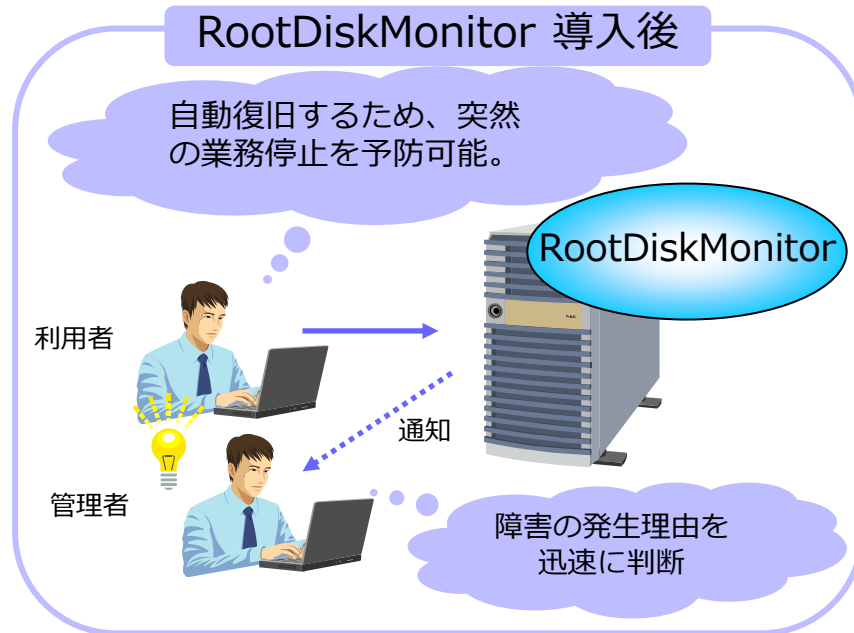 RootDiskMonitor 導入後
自動復旧するため、突然
の業務停止を予防可能。
RootDiskMonitor
利用者
通知
管理者
障害の発生理由を
迅速に判断